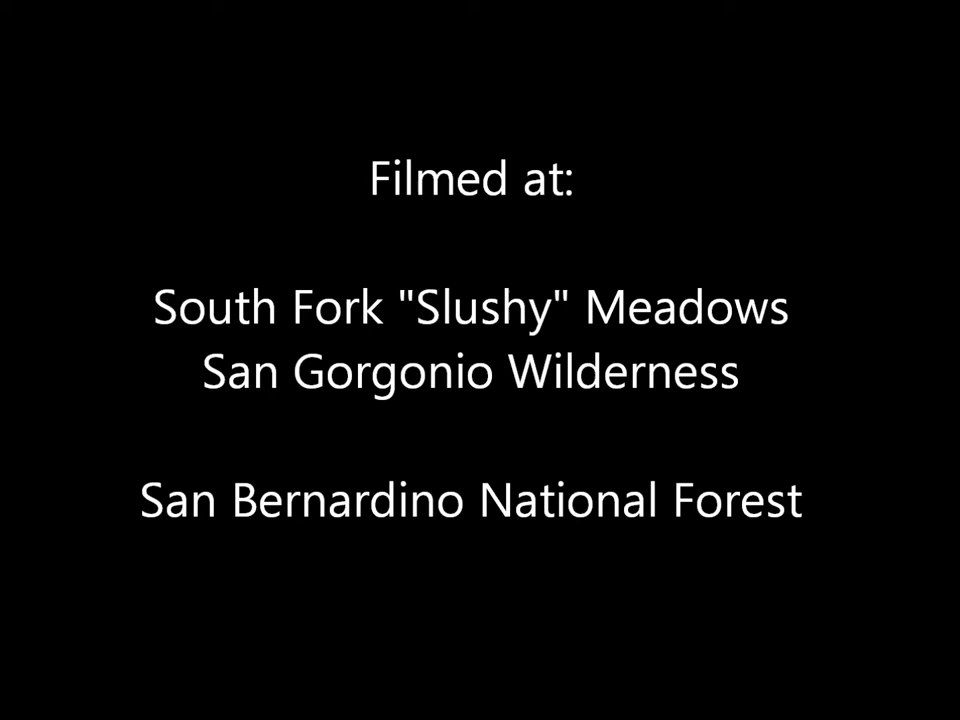 Filmed at:
South Fork "Slushy" Meadows
San Gorgonio Wilderness
San Bernardino National Forest